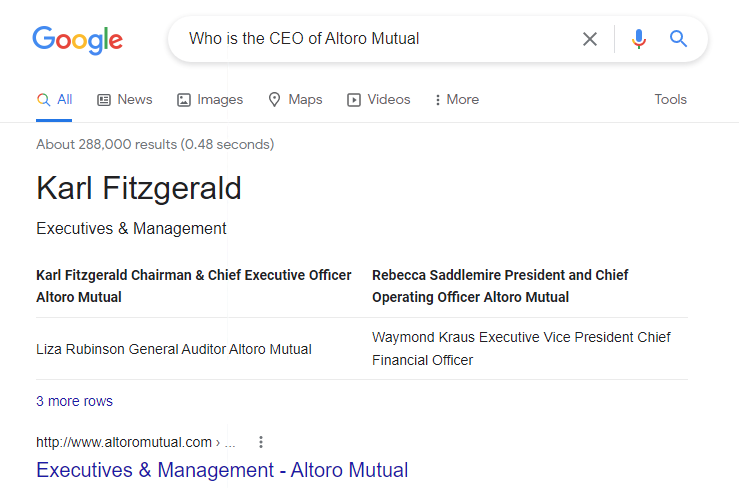 Google
Who is the CEO of Altoro Mutual
All News Images Maps Videos More Tools
About 288,000 results (0.48 seconds)
Karl Fitzgerald
Executives & Management
Karl Fitzgerald Chairman & Chief Executive Officer
Altoro Mutual
Rebecca Saddlemire President and Chief
Operating Officer Altoro Mutual
Liza Rubinson General Auditor Altoro Mutual
Waymond Kraus Executive Vice President Chief
Financial Officer
3 more rows
http://www.altoromutual.com › ...
Executives & Management - Altoro Mutual